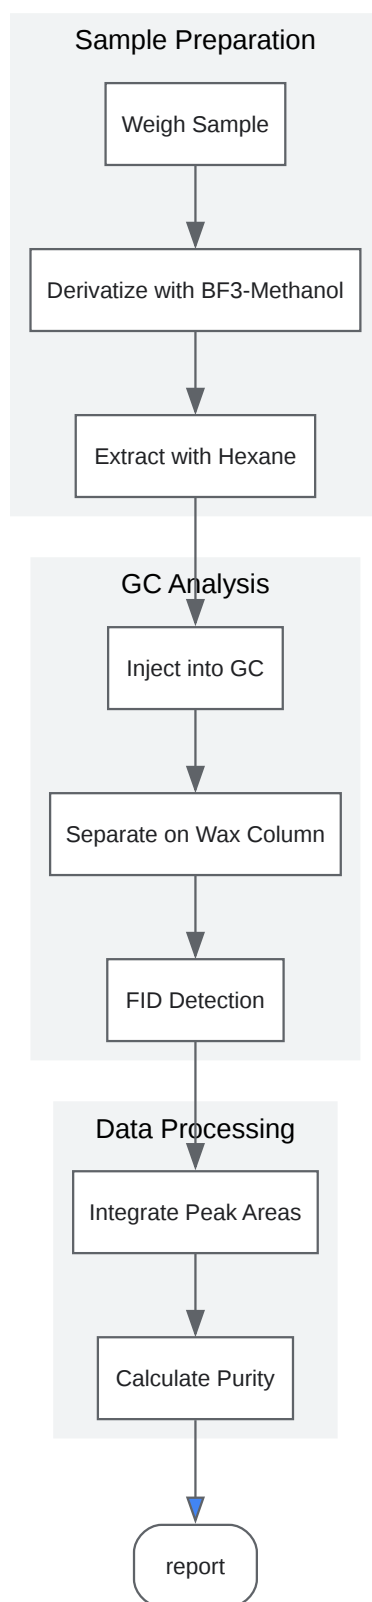 Sample Preparation
Weigh Sample
Derivatize with BF3-Methanol
Extract with Hexane
GC Analysis
Inject into GC
Separate on Wax Column
FID Detection
Data Processing
Integrate Peak Areas
Calculate Purity
report